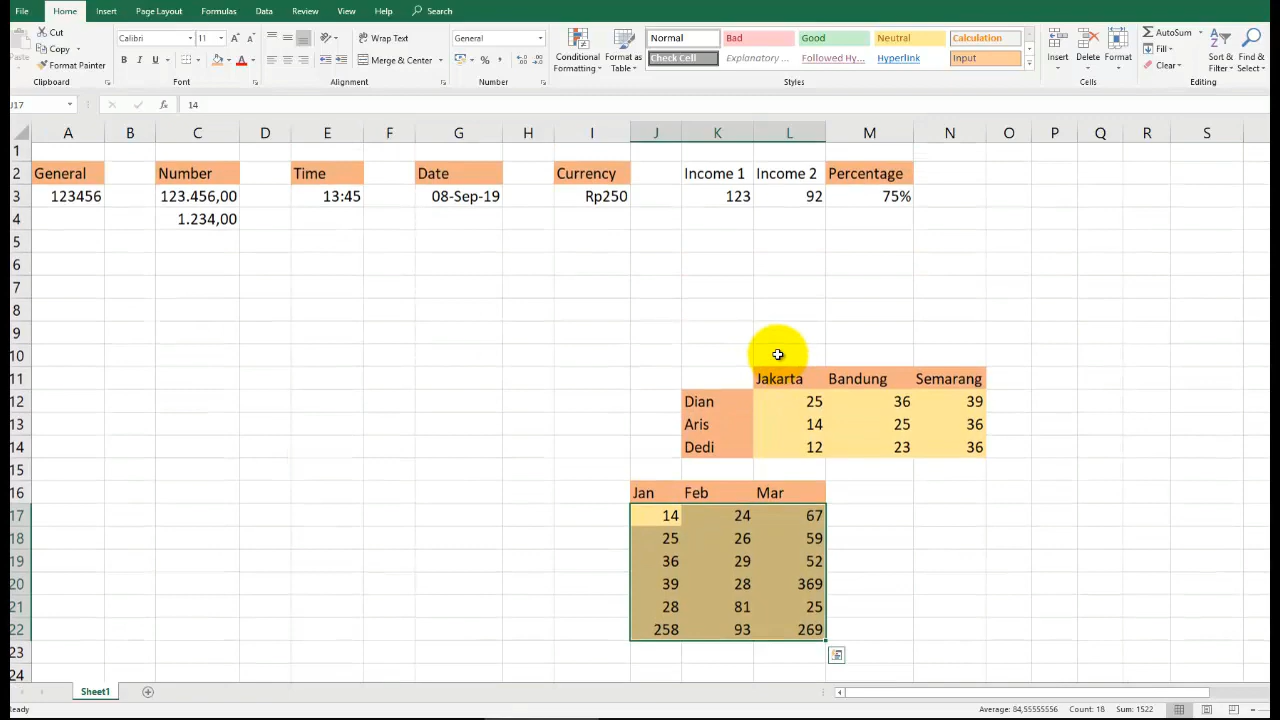 File Home Insert Page Layout Formulas Data Review View Help Search
Cut
Copy
Format Painter
Paste
Calibri 11 A A
B I U A
Wrap Text
Merge & Center
General
% 
Conditional Formatting Format as Table
Normal Bad Good Neutral Calculation
Check Cell Explanatory ... Followed Hy... Hyperlink Input
Insert Delete Format
AutoSum
Fill
Clear
Sort & Filter Find & Select
Clipboard Font Alignment Number Styles Cells Editing
J17 fx 14
A B C D E F G H I J K L M N O P Q R S
1
2 General Number Time Date Currency Income 1 Income 2 Percentage
3 123456 123.456,00 13:45 08-Sep-19 Rp250 123 92 75%
4 1.234,00
5
6
7
8
9
10
11 Jakarta Bandung Semarang
12 Dian 25 36 39
13 Aris 14 25 36
14 Dedi 12 23 36
15
16 Jan Feb Mar
17 14 24 67
18 25 26 59
19 36 29 52
20 39 28 369
21 28 81 25
22 258 93 269
23
24
Sheet1
eady Average: 84,55555556 Count: 18 Sum: 1522